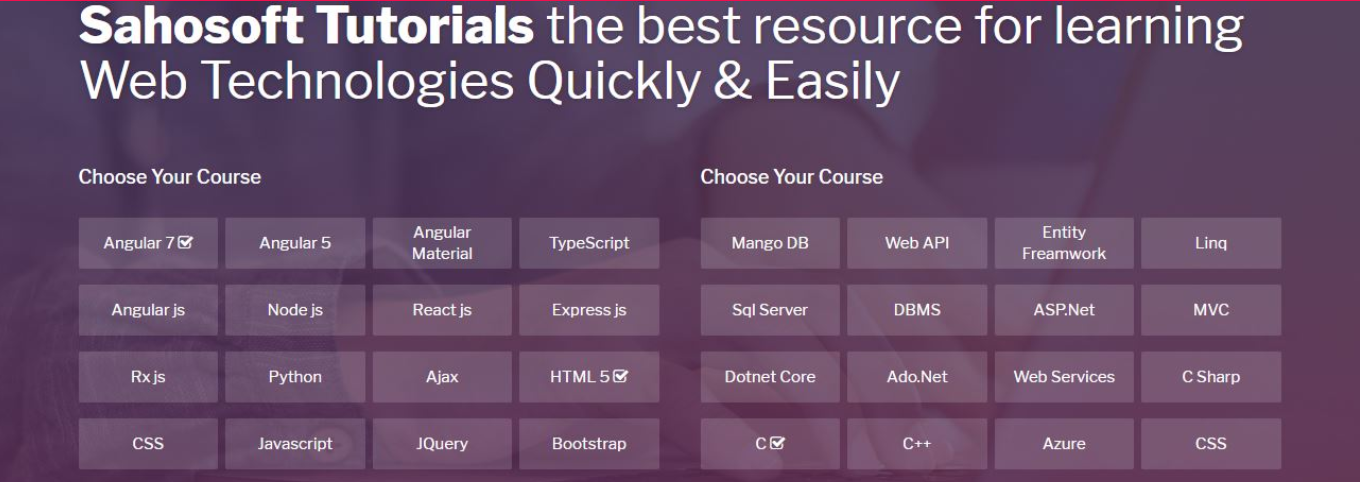 Sahosoft Tutorials the best resource for learning
Web Technologies Quickly & Easily
Choose Your Course
Angular 7
Angular 5
Angular
Material
TypeScript
Angular js
Node js
React js
Express js
Rx js
Python
Ajax
HTML 5
CSS
Javascript
JQuery
Bootstrap
Choose Your Course
Mango DB
Web API
Entity
Freamwork
Linq
Sql Server
DBMS
ASP.Net
MVC
Dotnet Core
Ado.Net
Web Services
C Sharp
C
C++
Azure
CSS